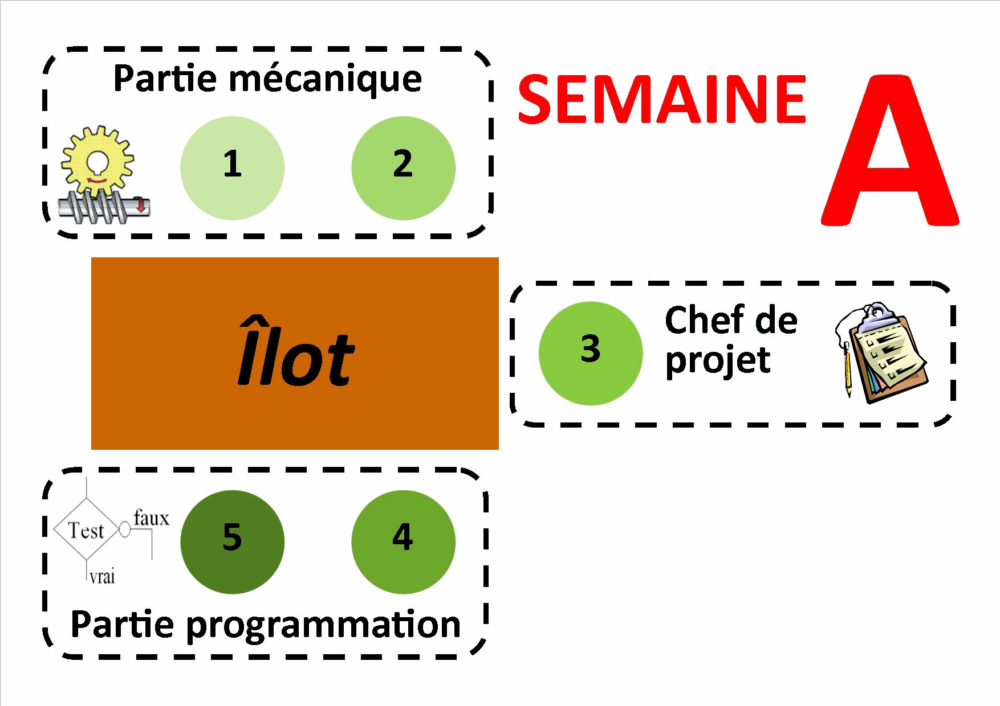 Partie mécanique
1
2
SEMAINE A
Îlot
3
Chef de
projet
Test
faux
vrai
5
4
Partie programmation